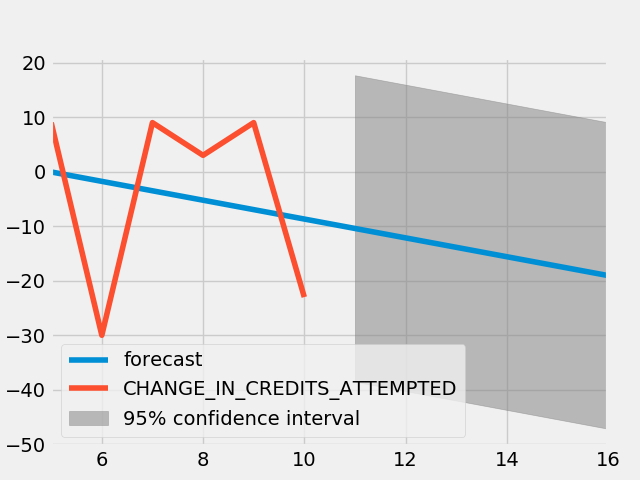 20
10
0
−10
−20
−30
−40
−50
forecast
CHANGE_IN_CREDITS_ATTEMPTED
95% confidence interval
6 8 10 12 14 16